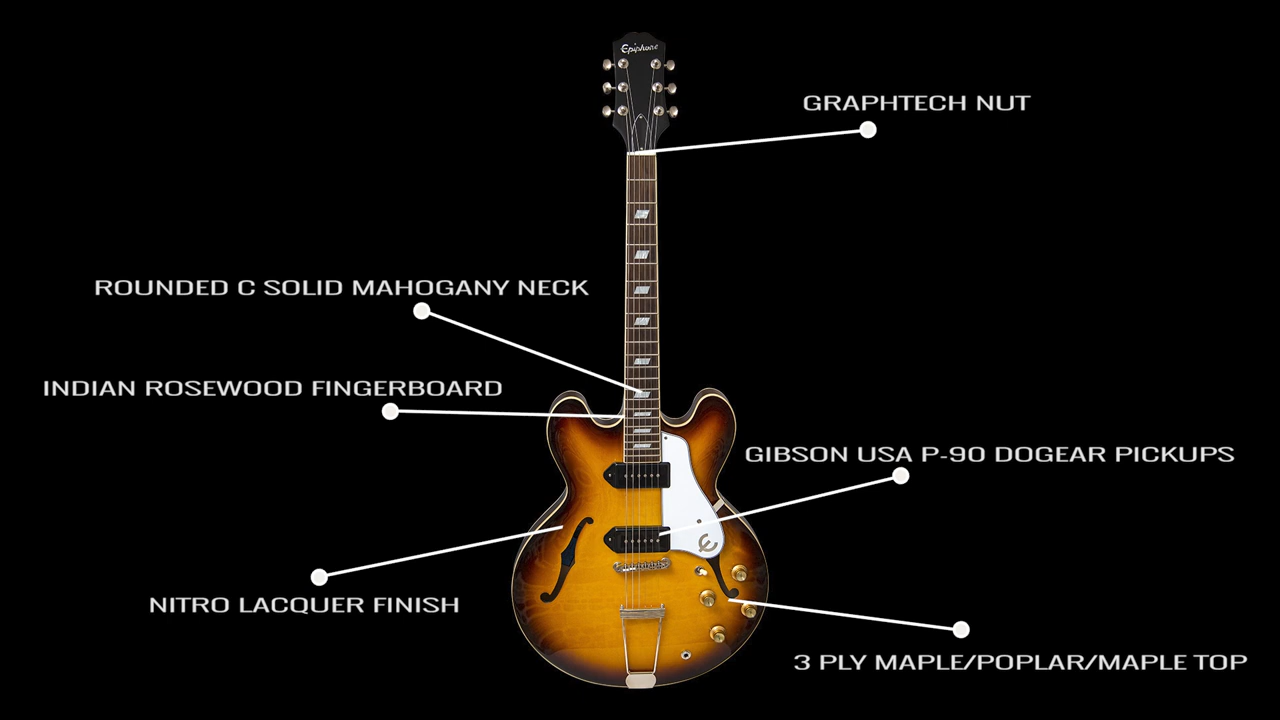 Epiphone
GRAPHTECH NUT
ROUNDED C SOLID MAHOGANY NECK
INDIAN ROSEWOOD FINGERBOARD
GIBSON USA P-90 DOGEAR PICKUPS
NITRO LACQUER FINISH
3 PLY MAPLE/POPLAR/MAPLE TOP